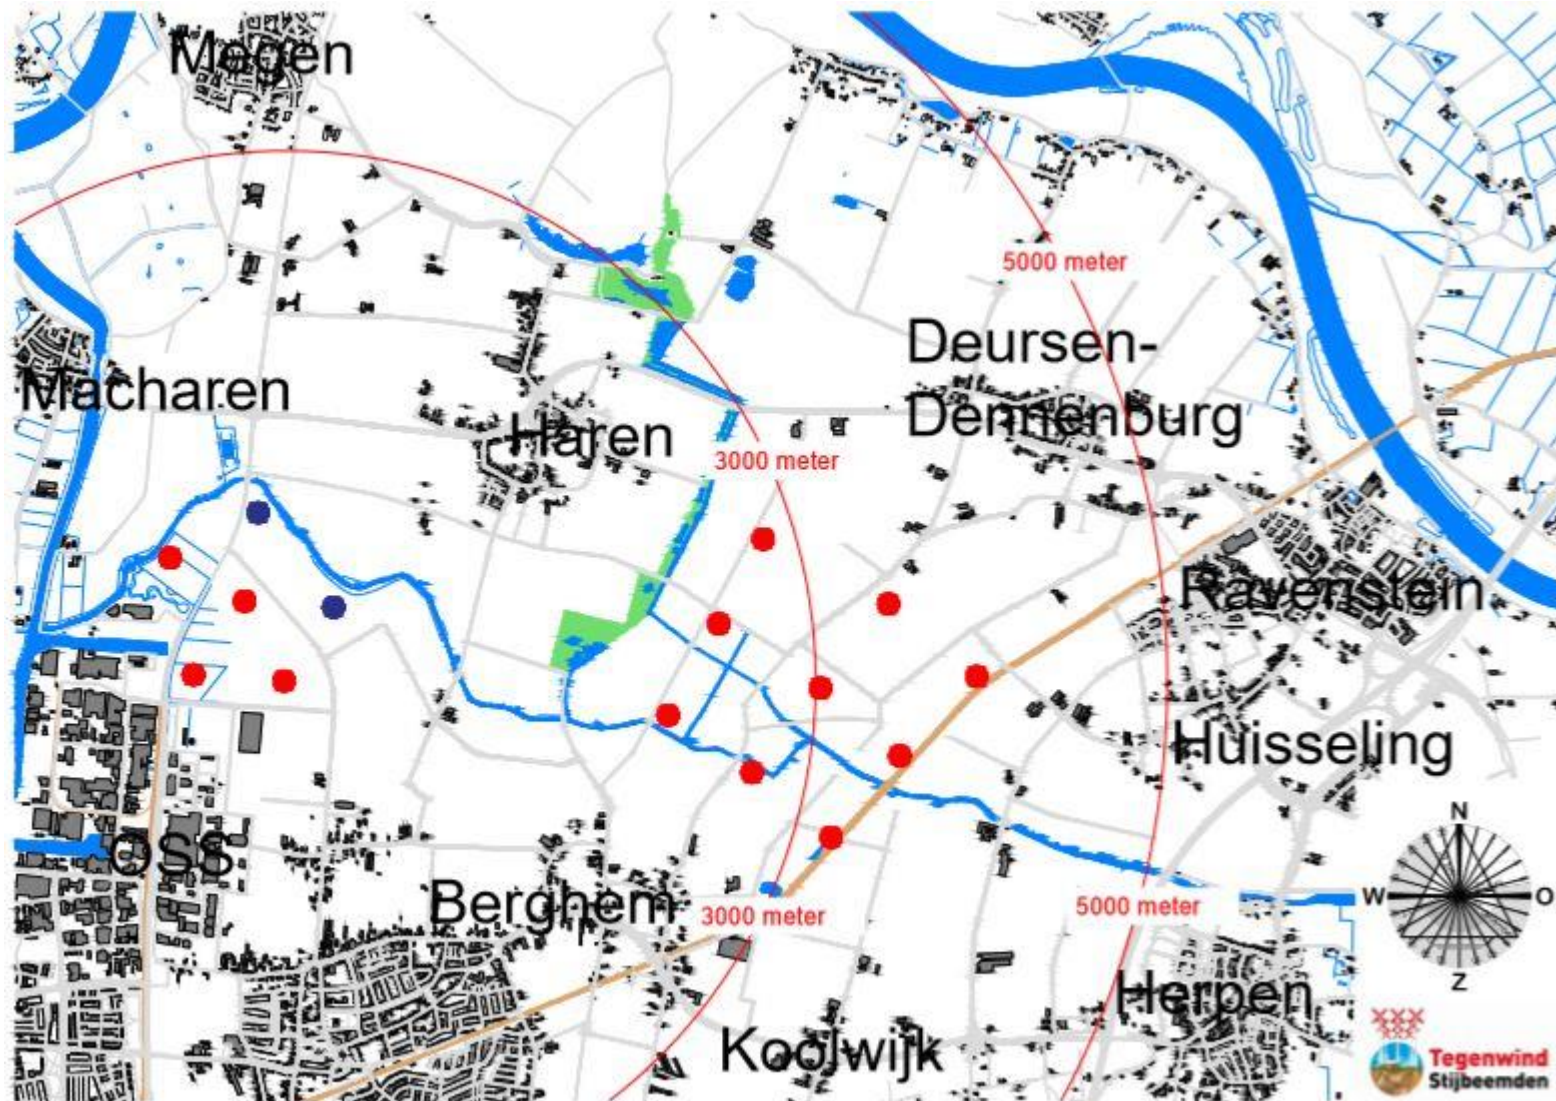 Megen
5000 meter
Deursen-
Dennenburg
Macharen
Haren
3000 meter
Ravenstein
Huisseling
N
W
O
Z
OSS
Berghem
3000 meter
5000 meter
Herpen
Koolwijk
Tegenwind
Stijbeemden